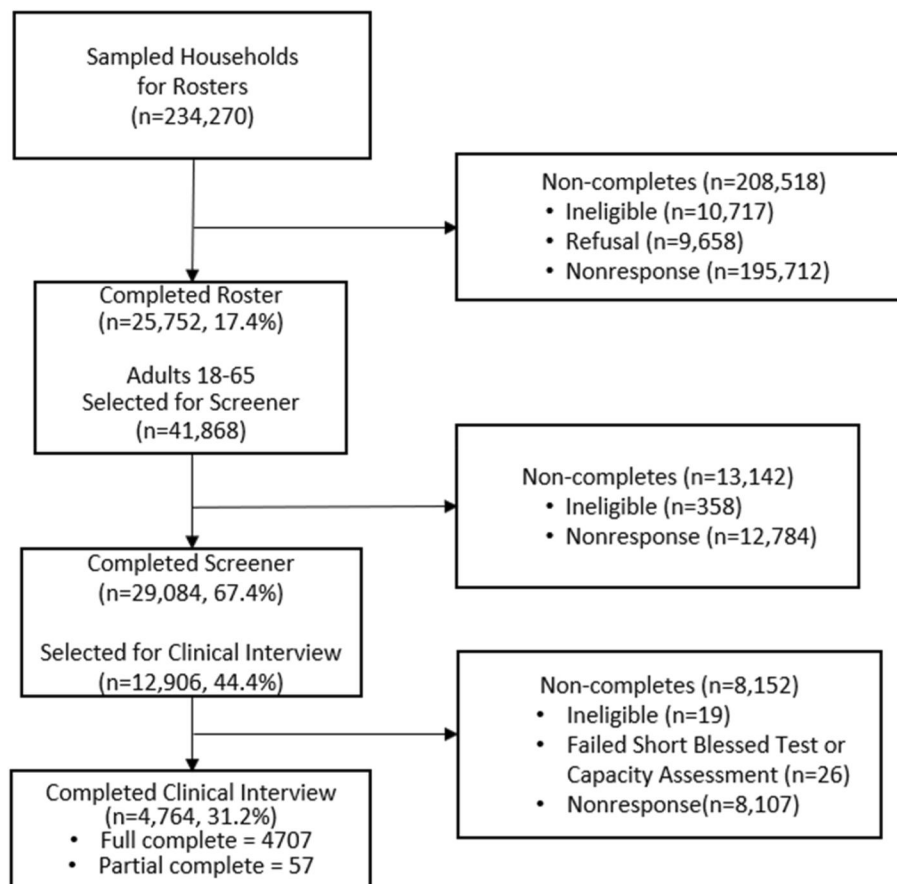 Sampled Households
for Rosters
(n=234,270)
Non-completes (n=208,518)
• Ineligible (n=10,717)
• Refusal (n=9,658)
• Nonresponse (n=195,712)
Completed Roster
(n=25,752, 17.4%)
Adults 18-65
Selected for Screener
(n=41,868)
Non-completes (n=13,142)
• Ineligible (n=358)
• Nonresponse (n=12,784)
Completed Screener
(n=29,084, 67.4%)
Selected for Clinical Interview
(n=12,906, 44.4%)
Non-completes (n=8,152)
• Ineligible (n=19)
• Failed Short Blessed Test or
Capacity Assessment (n=26)
• Nonresponse(n=8,107)
Completed Clinical Interview
(n=4,764, 31.2%)
• Full complete = 4707
• Partial complete = 57